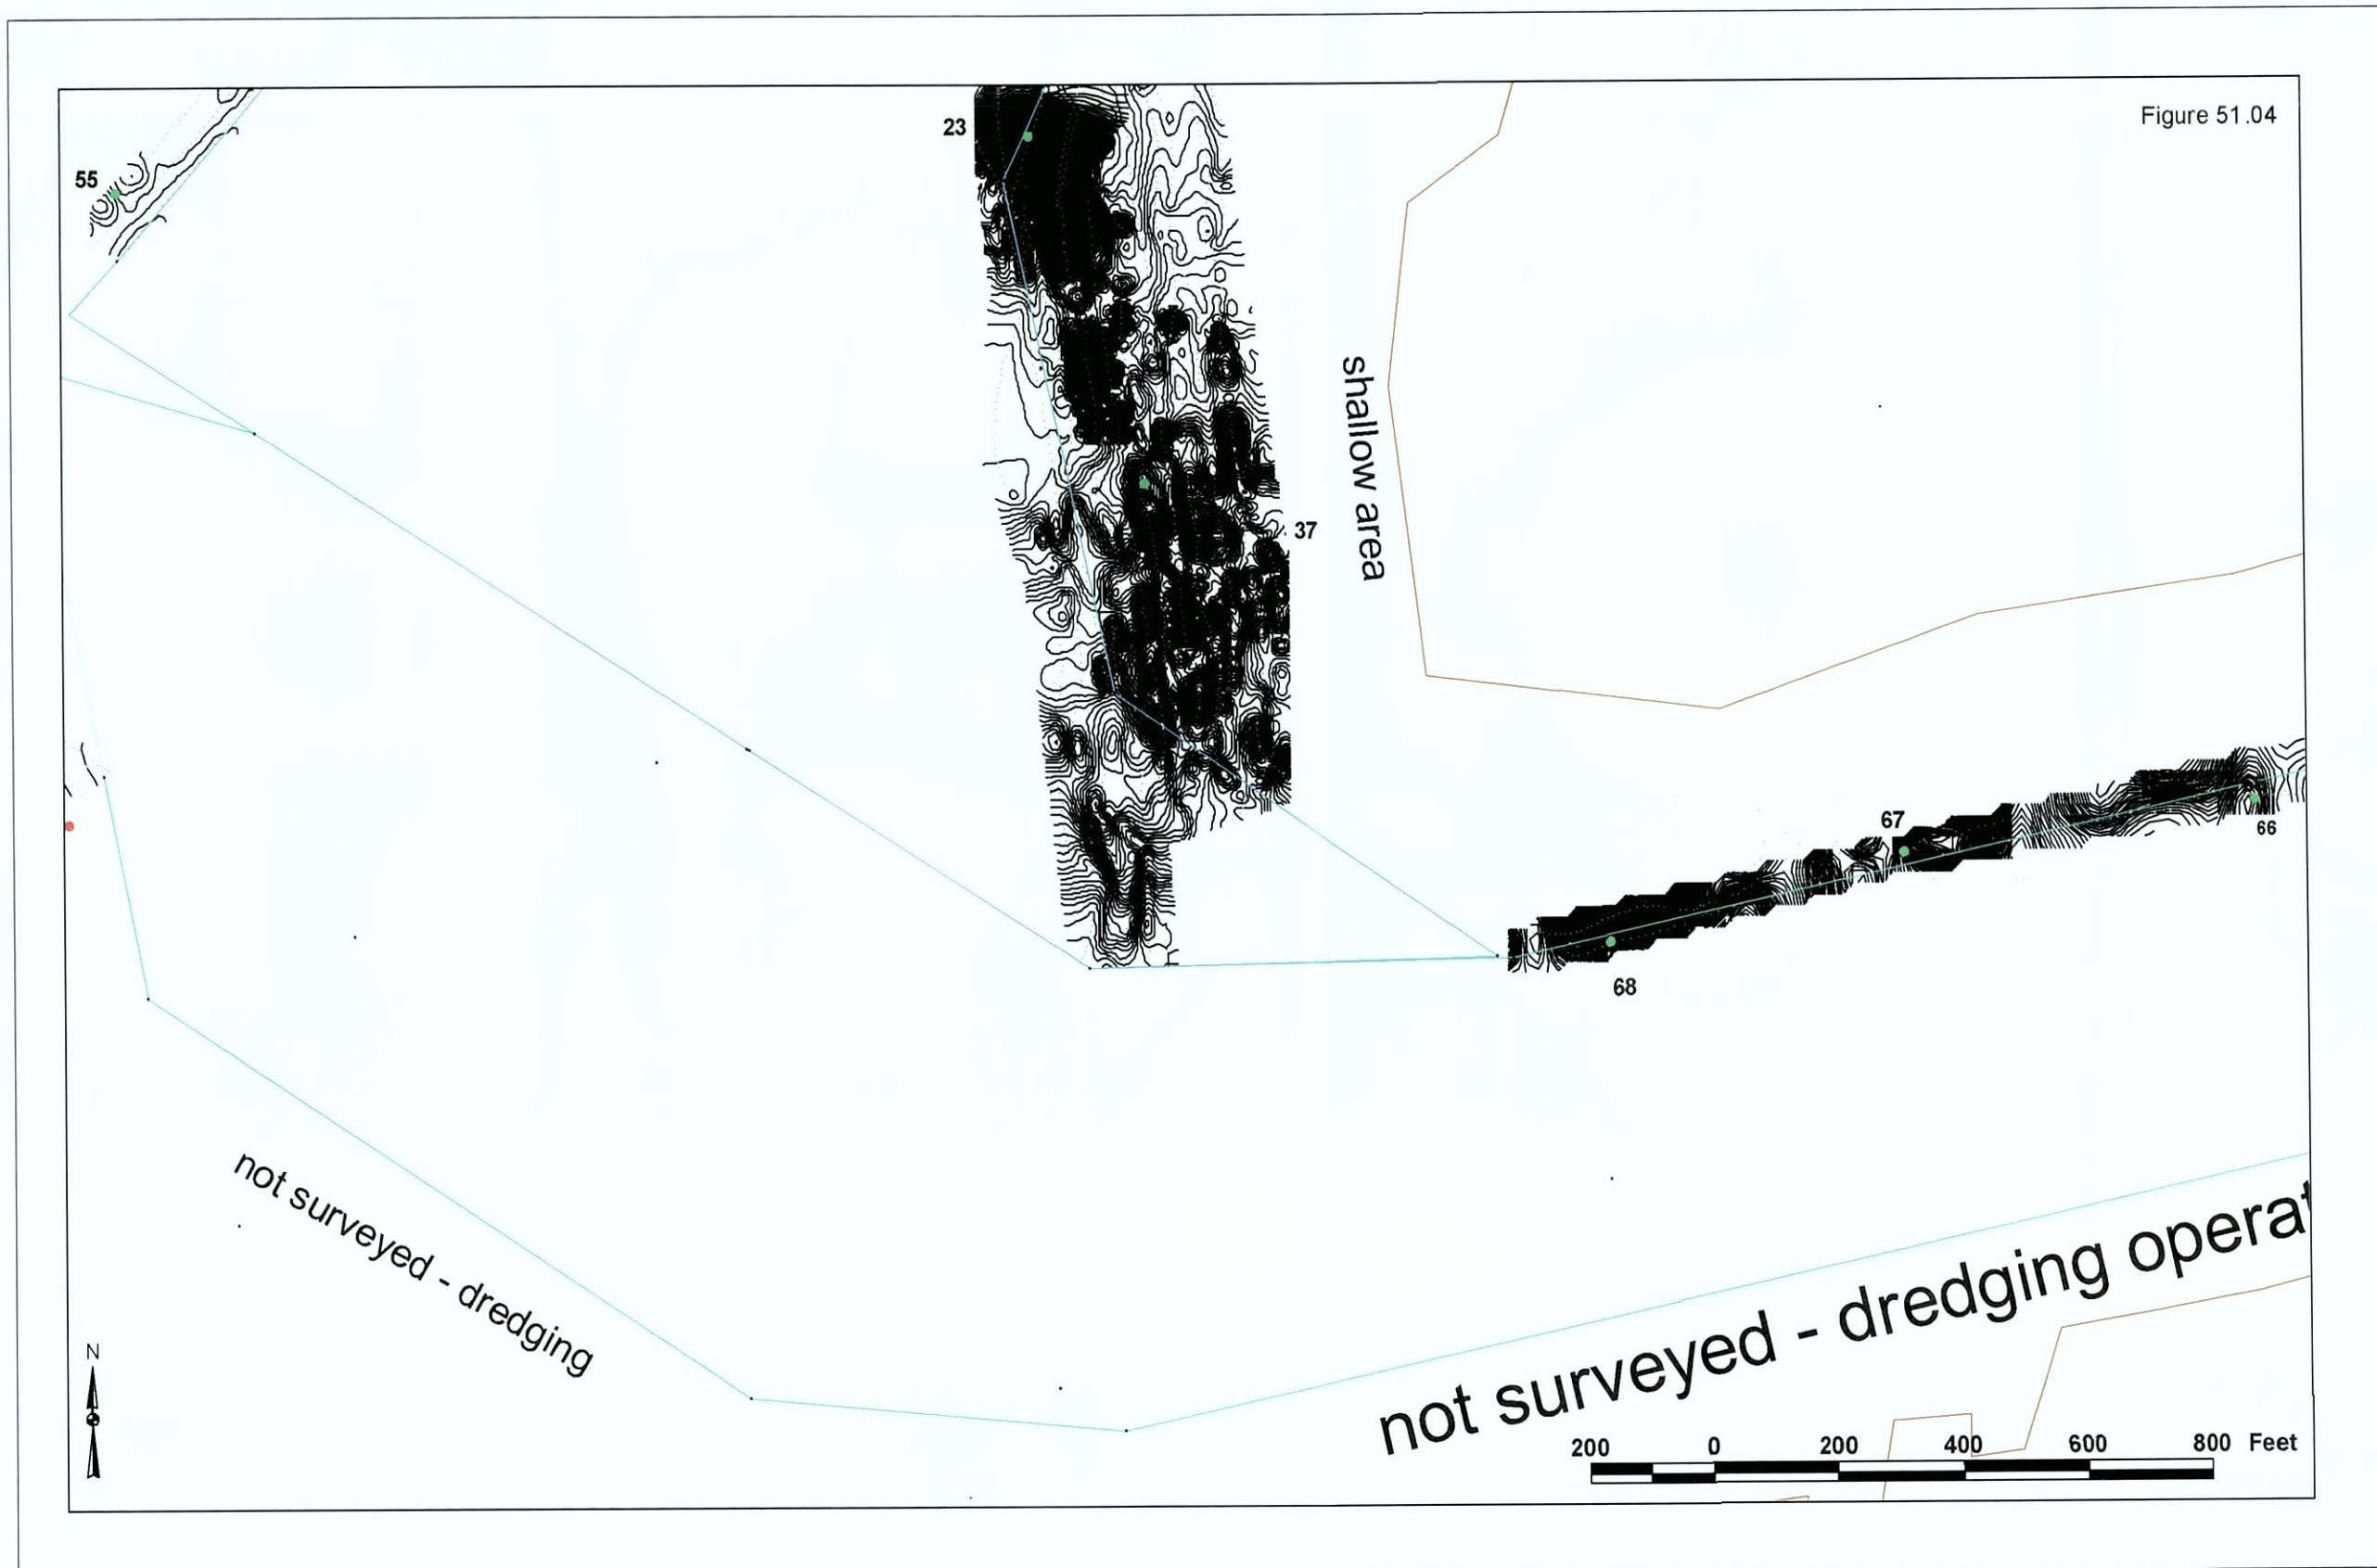 Figure 51.04
23
55
shallow area
37
67
66
68
not surveyed - dredging
not surveyed - dredging operat
N
200 0 200 400 600 800 Feet